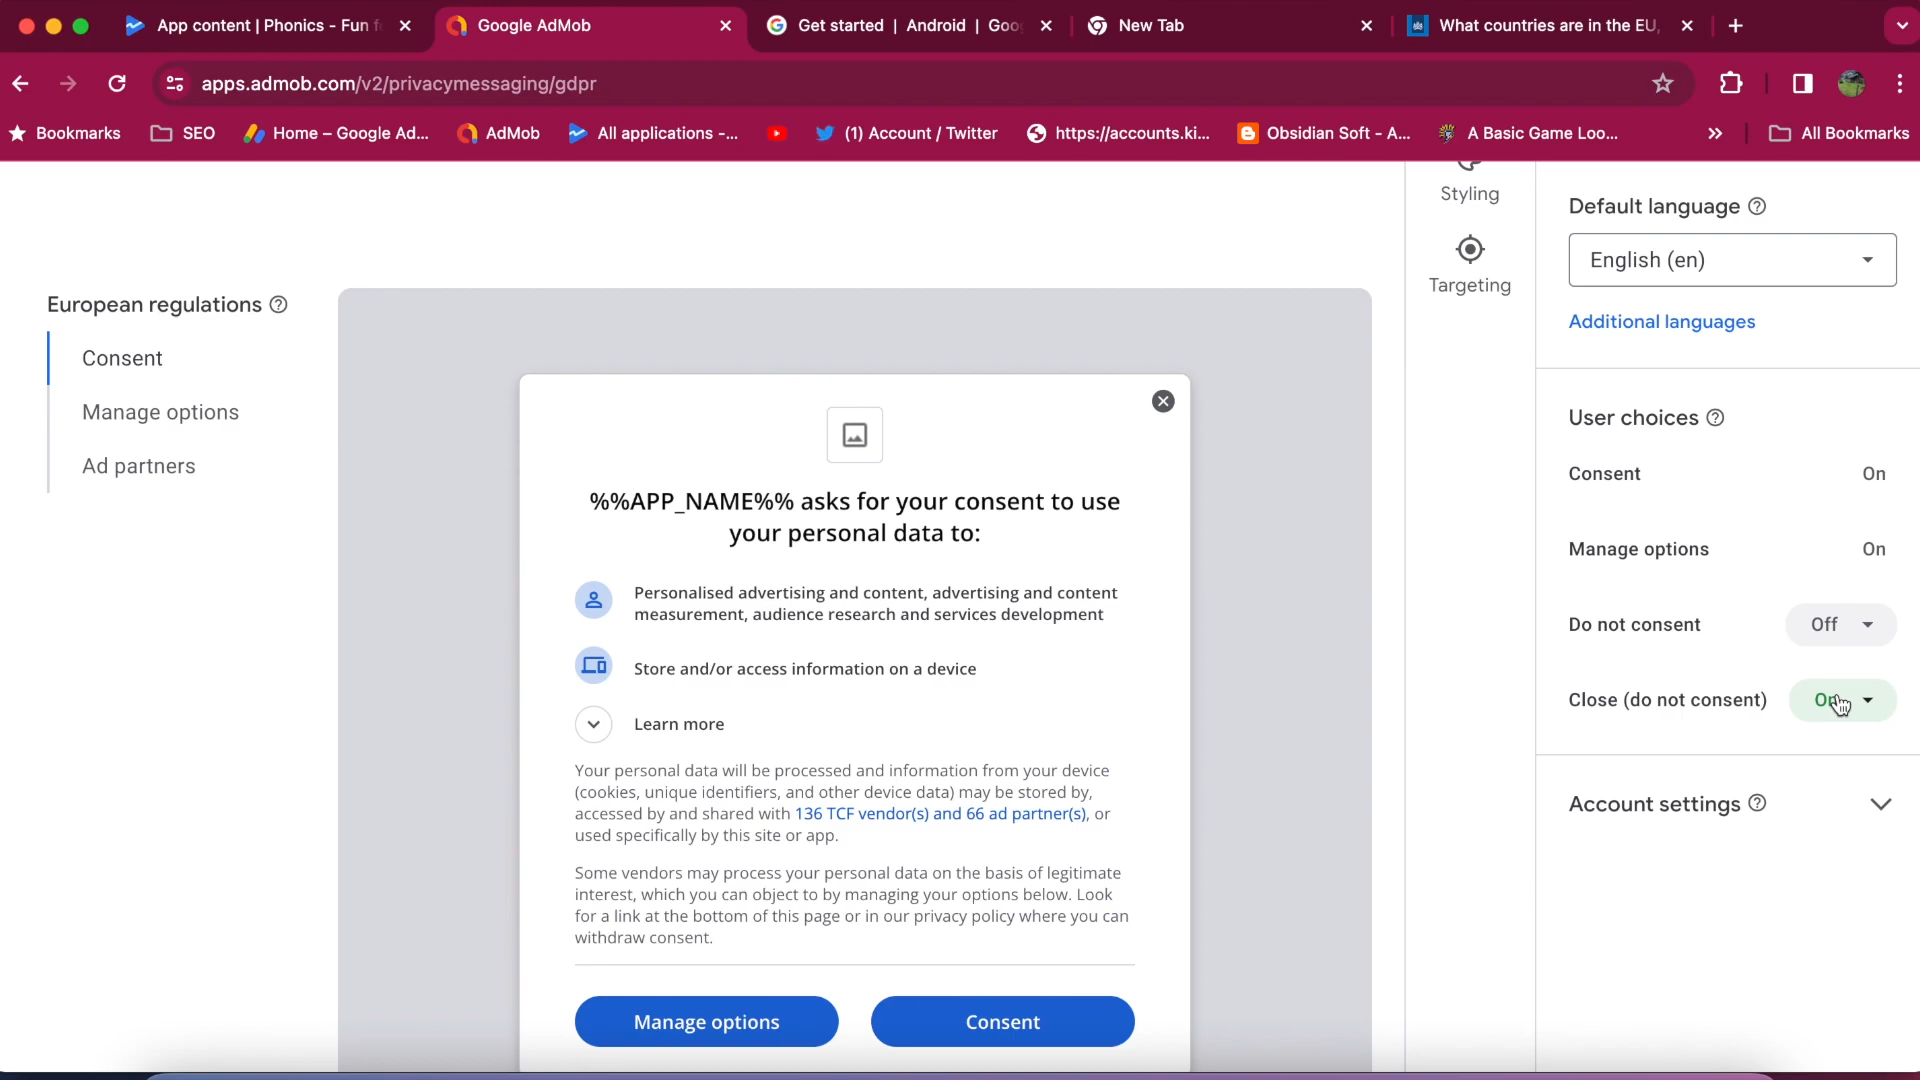 App content | Phonics - Fun f
Google AdMob
Get started | Android | Goo
New Tab
What countries are in the EU,
apps.admob.com/v2/privacymessaging/gdpr
Bookmarks
SEO
Home – Google Ad...
AdMob
All applications -...
(1) Account / Twitter
https://accounts.ki...
Obsidian Soft - A...
A Basic Game Loo...
»
All Bookmarks
European regulations
Consent
Manage options
Ad partners
%%APP_NAME%% asks for your consent to use
your personal data to:
Personalised advertising and content, advertising and content
measurement, audience research and services development
Store and/or access information on a device
Learn more
Your personal data will be processed and information from your device
(cookies, unique identifiers, and other device data) may be stored by,
accessed by and shared with 136 TCF vendor(s) and 66 ad partner(s), or
used specifically by this site or app.
Some vendors may process your personal data on the basis of legitimate
interest, which you can object to by managing your options below. Look
for a link at the bottom of this page or in our privacy policy where you can
withdraw consent.
Manage options
Consent
Styling
Targeting
Default language
English (en)
Additional languages
User choices
Consent On
Manage options On
Do not consent Off
Close (do not consent) On
Account settings